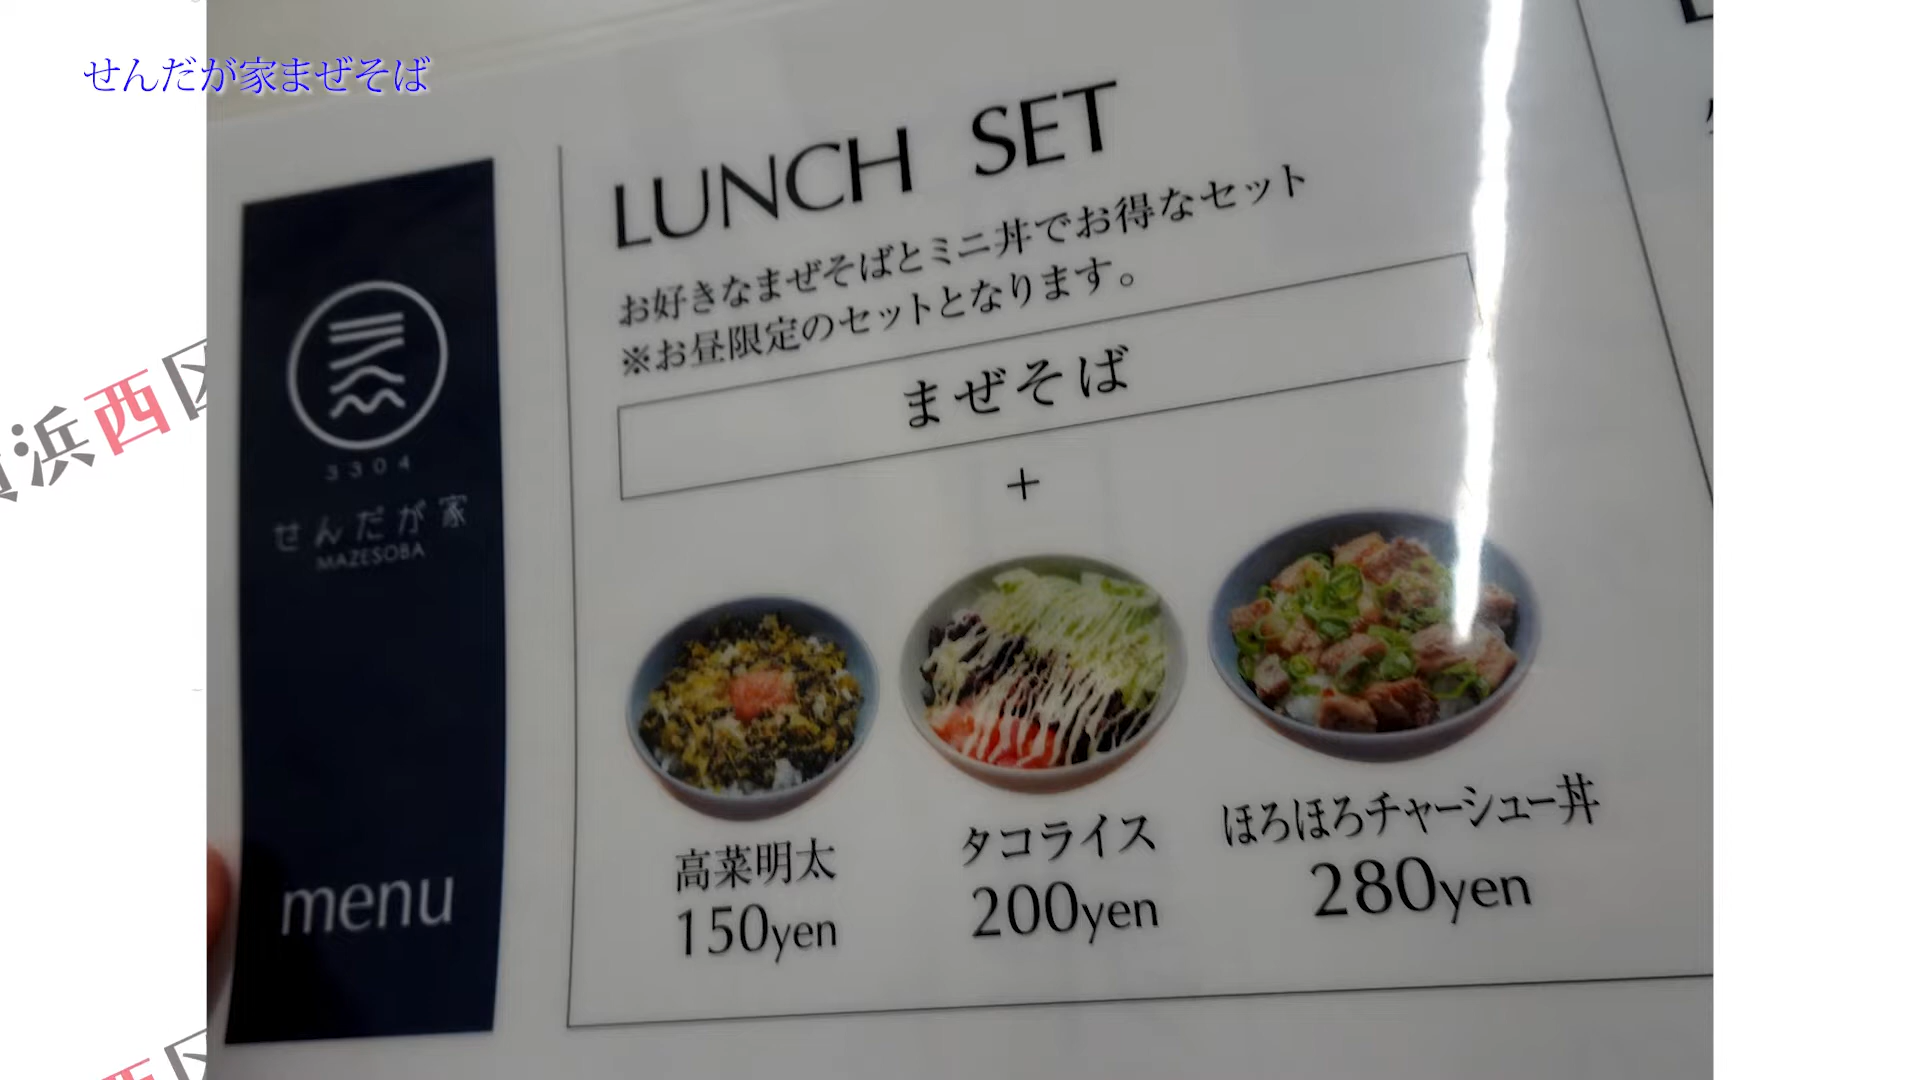 せんだが家まぜそば
LUNCH SET
お好きなまぜそばとミニ丼でお得なセット
※お昼限定のセットとなります。
まぜそば
+
高菜明太
150yen
タコライス
200yen
ほろほろチャーシュー丼
280yen
3304
せんだが家
MAZESOBA
menu
浜西区
西区